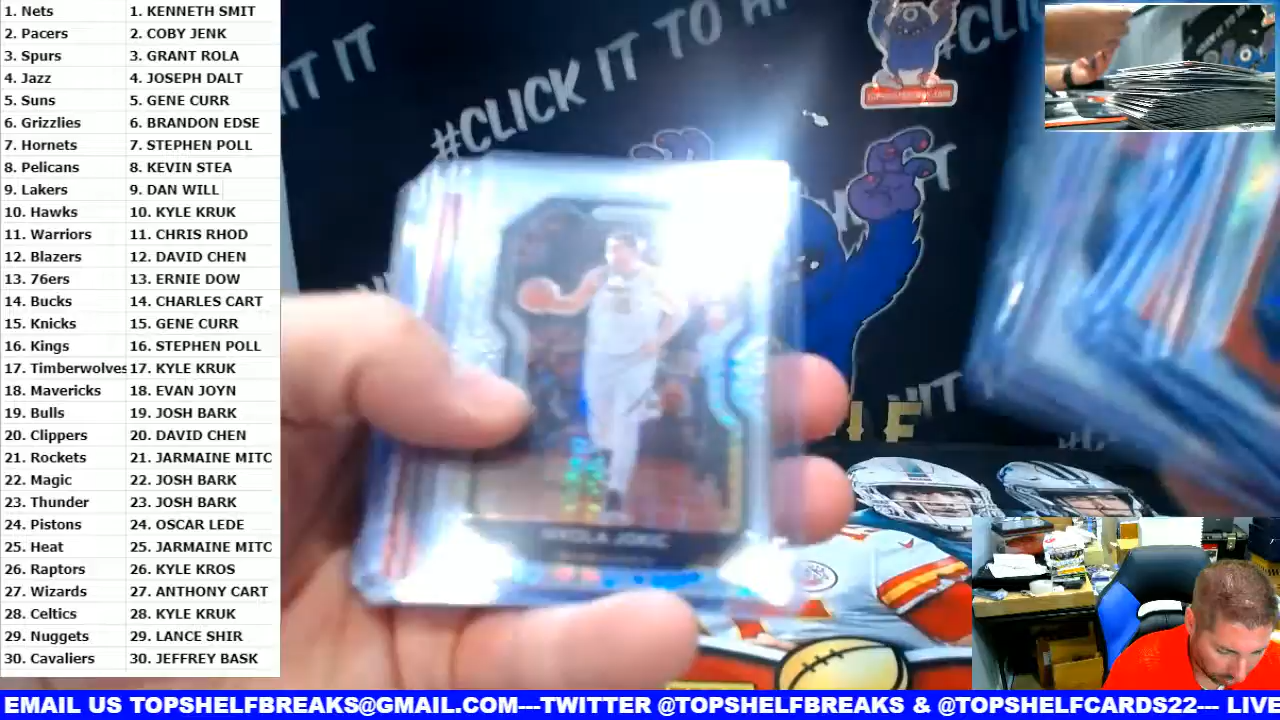 1. Nets 1. KENNETH SMIT
2. Pacers 2. COBY JENK
3. Spurs 3. GRANT ROLA
4. Jazz 4. JOSEPH DALT
5. Suns 5. GENE CURR
6. Grizzlies 6. BRANDON EDSE
7. Hornets 7. STEPHEN POLL
8. Pelicans 8. KEVIN STEA
9. Lakers 9. DAN WILL
10. Hawks 10. KYLE KRUK
11. Warriors 11. CHRIS RHOD
12. Blazers 12. DAVID CHEN
13. 76ers 13. ERNIE DOW
14. Bucks 14. CHARLES CART
15. Knicks 15. GENE CURR
16. Kings 16. STEPHEN POLL
17. Timberwolves 17. KYLE KRUK
18. Mavericks 18. EVAN JOYN
19. Bulls 19. JOSH BARK
20. Clippers 20. DAVID CHEN
21. Rockets 21. JARMAINE MITC
22. Magic 22. JOSH BARK
23. Thunder 23. JOSH BARK
24. Pistons 24. OSCAR LEDE
25. Heat 25. JARMAINE MITC
26. Raptors 26. KYLE KROS
27. Wizards 27. ANTHONY CART
28. Celtics 28. KYLE KRUK
29. Nuggets 29. LANCE SHIR
30. Cavaliers 30. JEFFREY BASK
#CLICK IT TO H
IT IT
NIKOLA JOKIC
EMAIL US TOPSHELFBREAKS@GMAIL.COM---TWITTER @TOPSHELFBREAKS & @TOPSHELFCARDS22--- LIVE